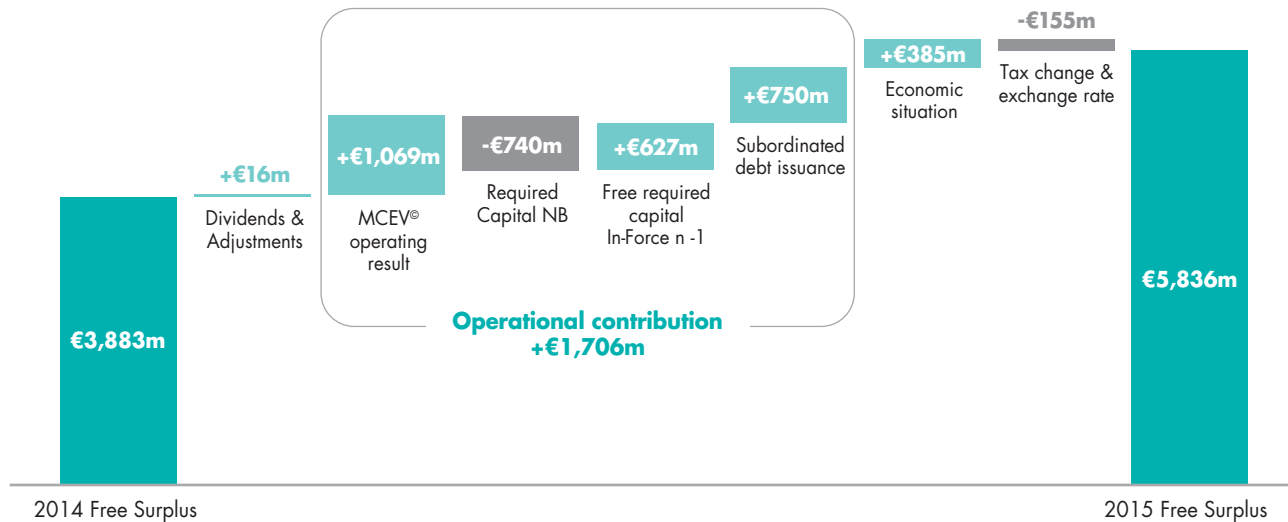 €3,883m
2014 Free Surplus
+€16m
Dividends &
Adjustments
+€1,069m
MCEV©
operating
result
-€740m
Required
Capital NB
+€627m
Free required
capital
In-Force n -1
+€750m
Subordinated
debt issuance
Operational contribution
+€1,706m
+€385m
Economic
situation
-€155m
Tax change &
exchange rate
€5,836m
2015 Free Surplus